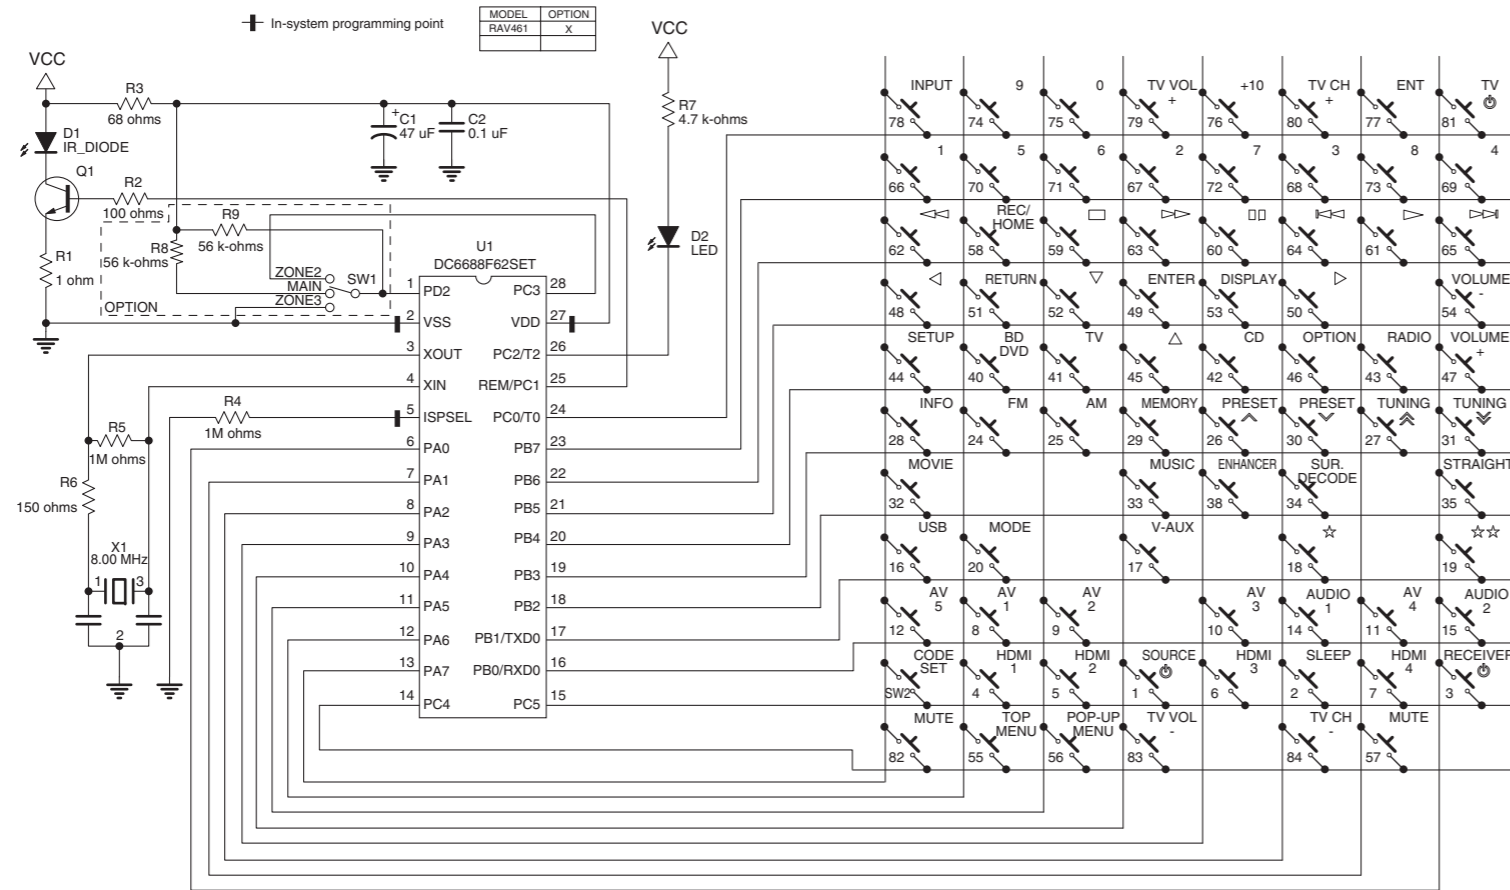 In-system programming point
MODEL OPTION
RAV461 X
VCC
R3
68 ohms
D1
IR_DIODE
Q1
R2
100 ohms
R1
1 ohm
+
C1
47 uF
C2
0.1 uF
VCC
R7
4.7 k-ohms
D2
LED
R9
56 k-ohms
R8
56 k-ohms
ZONE2
MAIN
ZONE3
SW1
OPTION
U1
DC6688F62SET
1 PD2 PC3 28
2 VSS VDD 27
3 XOUT PC2/T2 26
4 XIN REM/PC1 25
5 ISPSEL PC0/T0 24
6 PA0 PB7 23
7 PA1 PB6 22
8 PA2 PB5 21
9 PA3 PB4 20
10 PA4 PB3 19
11 PA5 PB2 18
12 PA6 PB1/TXD0 17
13 PA7 PB0/RXD0 16
14 PC4 PC5 15
R4
1M ohms
R5
1M ohms
R6
150 ohms
X1
8.00 MHz
1 3
2
INPUT 9 0 TV VOL + +10 TV CH + ENT TV
78 74 75 79 76 80 77 81
1 5 6 2 7 3 8 4
66 70 71 67 72 68 73 69
REC/
HOME
62 58 59 63 60 64 61 65
RETURN ENTER DISPLAY VOLUME -
48 51 52 49 53 50 54
SETUP BD DVD TV CD OPTION RADIO VOLUME +
44 40 41 45 42 46 43 47
INFO FM AM MEMORY PRESET PRESET TUNING TUNING
28 24 25 29 26 30 27 31
MOVIE MUSIC ENHANCER SUR. DECODE STRAIGHT
32 33 38 34 35
USB MODE V-AUX ☆ ☆☆
16 20 17 18 19
AV 5 AV 1 AV 2 AV 3 AUDIO 1 AV 4 AUDIO 2
12 8 9 10 14 11 15
CODE SET HDMI 1 HDMI 2 SOURCE HDMI 3 SLEEP HDMI 4 RECEIVER
SW2 4 5 1 6 2 7 3
MUTE TOP MENU POP-UP MENU TV VOL - TV CH - MUTE
82 55 56 83 84 57